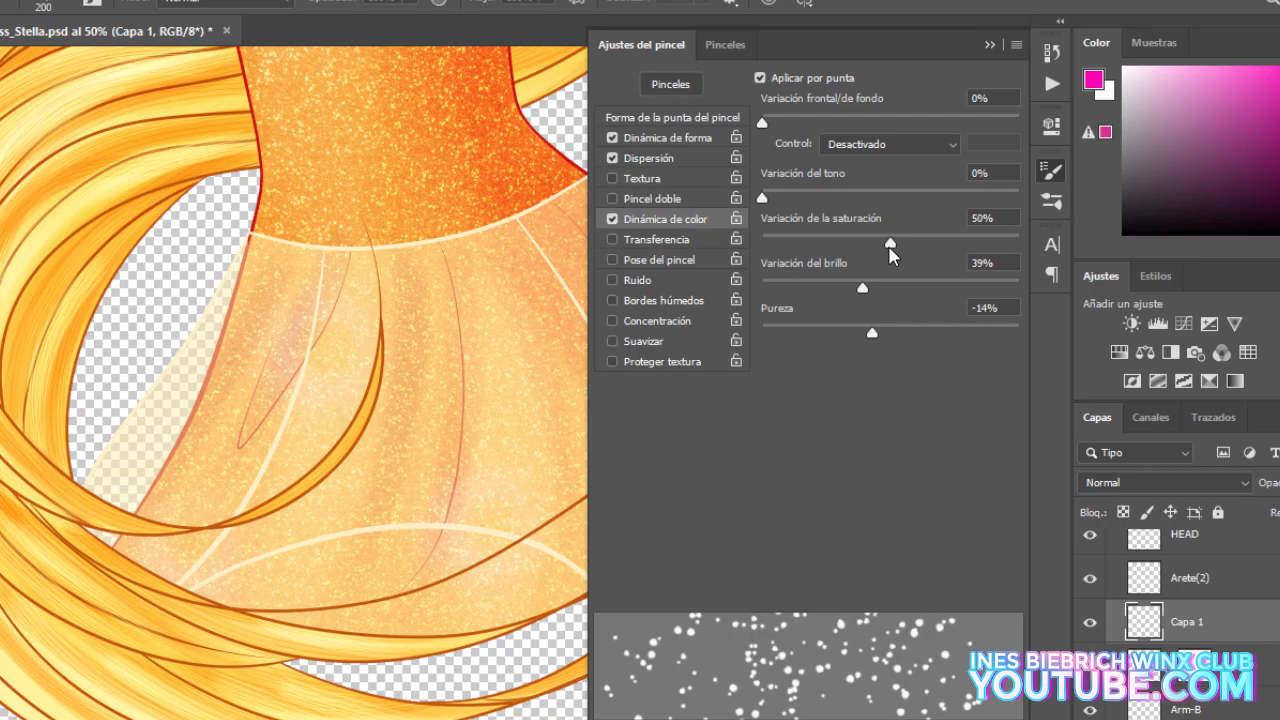 200
Normal
ss_Stella.psd al 50% (Capa 1, RGB/8*) *
Ajustes del pincel
Pinceles
Pinceles
Forma de la punta del pincel
Dinámica de forma
Dispersión
Textura
Pincel doble
Dinámica de color
Transferencia
Pose del pincel
Ruido
Bordes húmedos
Concentración
Suavizar
Proteger textura
Aplicar por punta
Variación frontal/de fondo 0%
Control: Desactivado
Variación del tono 0%
Variación de la saturación 50%
Variación del brillo 39%
Pureza -14%
Color
Muestras
Ajustes
Estilos
Añadir un ajuste
Capas
Canales
Trazados
Tipo
Normal
Opac
Bloq.:
Re
HEAD
Arete(2)
Capa 1
Arm-B
INES BIEBRICH WINX CLUB
YOUTUBE.COM